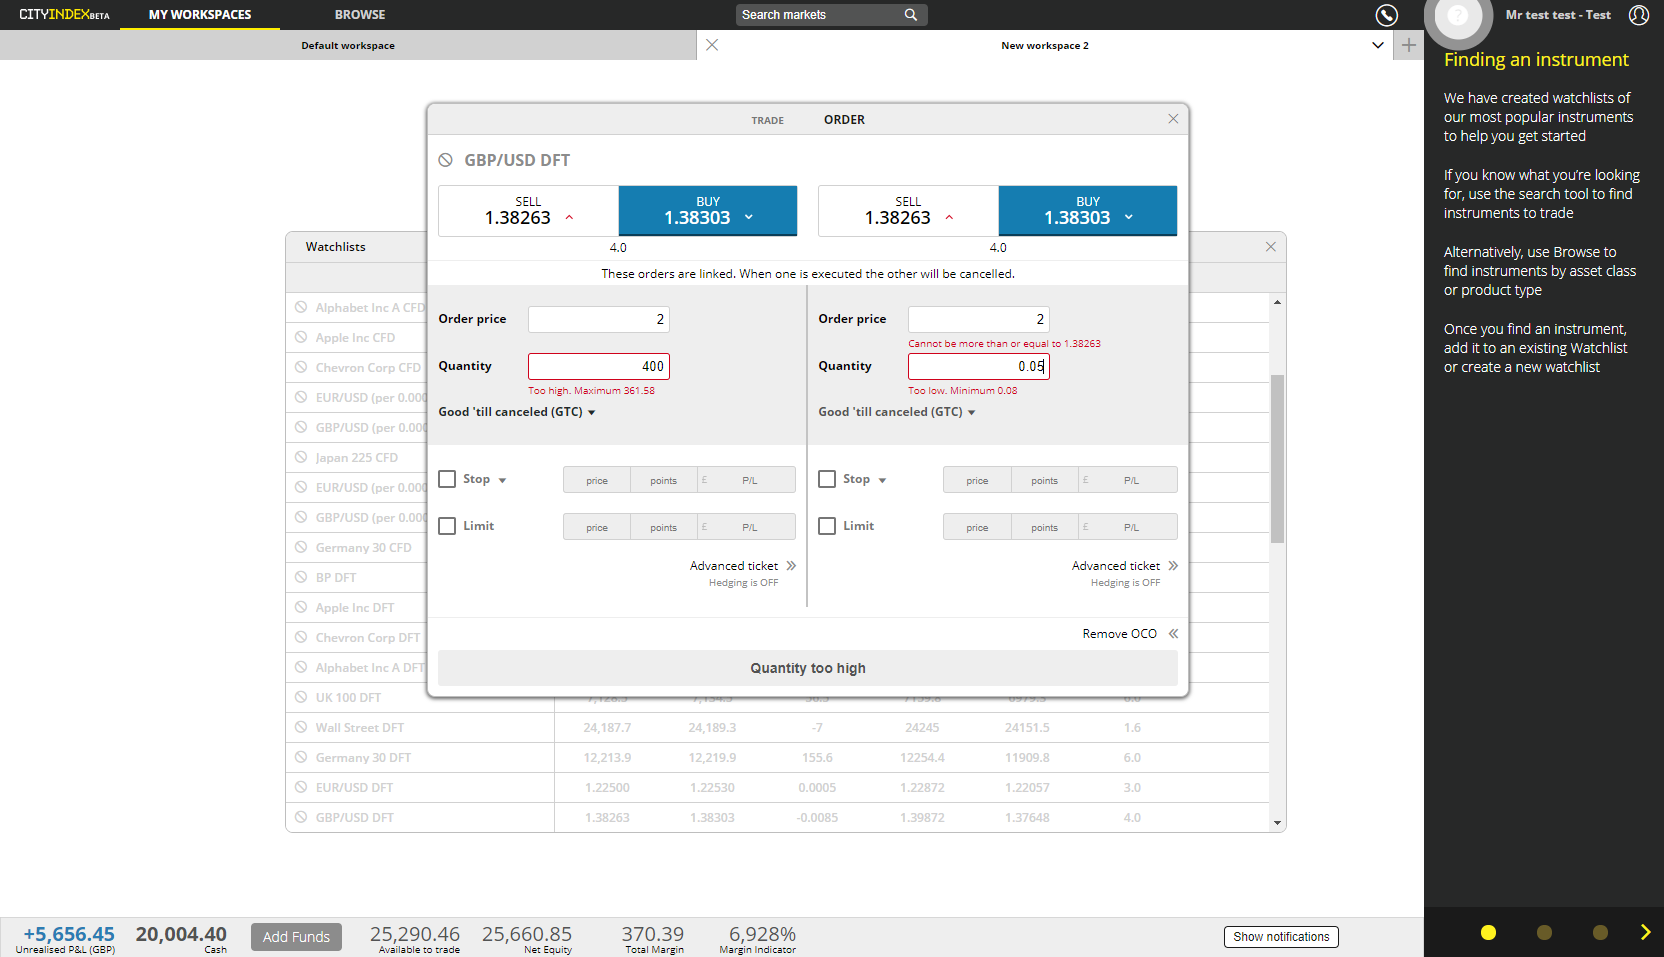 CITYINDEXBETA
MY WORKSPACES
BROWSE
Search markets
?
Mr test test - Test
Default workspace
New workspace 2
Finding an instrument
We have created watchlists of
our most popular instruments
to help you get started
If you know what you're looking
for, use the search tool to find
instruments to trade
Alternatively, use Browse to
find instruments by asset class
or product type
Once you find an instrument,
add it to an existing Watchlist
or create a new watchlist
TRADE
ORDER
GBP/USD DFT
SELL
1.38263
BUY
1.38303
4.0
SELL
1.38263
BUY
1.38303
4.0
These orders are linked. When one is executed the other will be cancelled.
Order price
2
Quantity
400
Too high. Maximum 361.58
Good 'till canceled (GTC)
Order price
2
Cannot be more than or equal to 1.38263
Quantity
0.05
Too low. Minimum 0.08
Good 'till canceled (GTC)
Stop
price
points
£
P/L
Limit
price
points
£
P/L
Advanced ticket
Hedging is OFF
Stop
price
points
£
P/L
Limit
price
points
£
P/L
Advanced ticket
Hedging is OFF
Remove OCO
Quantity too high
Watchlists
Alphabet Inc A CFD
Apple Inc CFD
Chevron Corp CFD
EUR/USD (per 0.000
GBP/USD (per 0.000
Japan 225 CFD
EUR/USD (per 0.000
GBP/USD (per 0.000
Germany 30 CFD
BP DFT
Apple Inc DFT
Chevron Corp DFT
Alphabet Inc A DFT
UK 100 DFT
Wall Street DFT 24,187.7 24,189.3 -7 24245 24151.5 1.6
Germany 30 DFT 12,213.9 12,219.9 155.6 12254.4 11909.8 6.0
EUR/USD DFT 1.22500 1.22530 0.0005 1.22872 1.22057 3.0
GBP/USD DFT 1.38263 1.38303 -0.0085 1.39872 1.37648 4.0
+5,656.45
Unrealised P&L (GBP)
20,004.40
Cash
Add Funds
25,290.46
Available to trade
25,660.85
Net Equity
370.39
Total Margin
6,928%
Margin Indicator
Show notifications